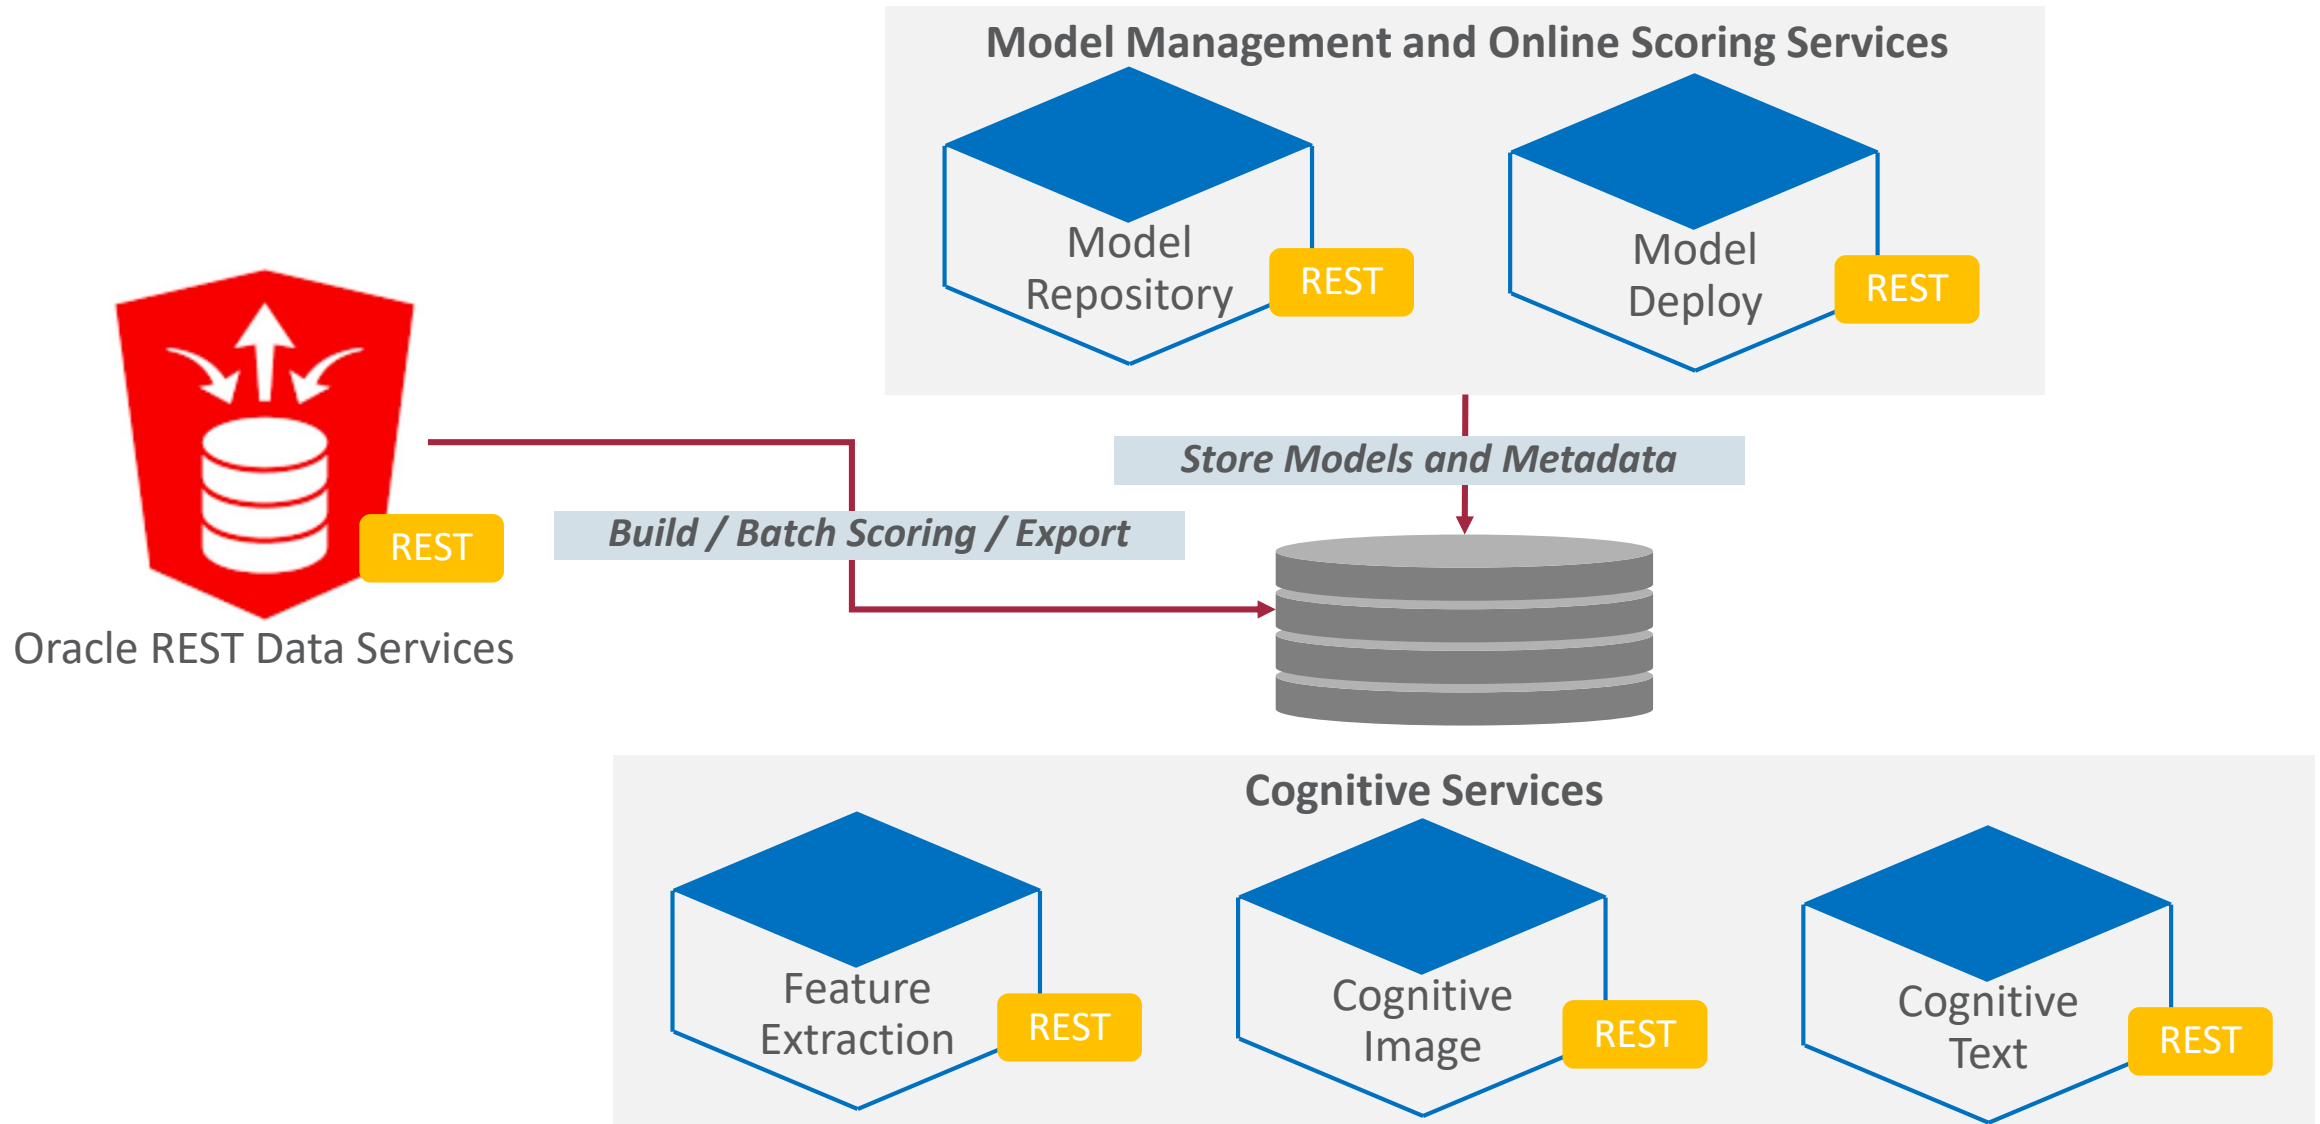 Model Management and Online Scoring Services
Model
Repository
REST
Model
Deploy
REST
Store Models and Metadata
Build / Batch Scoring / Export
REST
Oracle REST Data Services
Cognitive Services
Feature
Extraction
REST
Cognitive
Image
REST
Cognitive
Text
REST